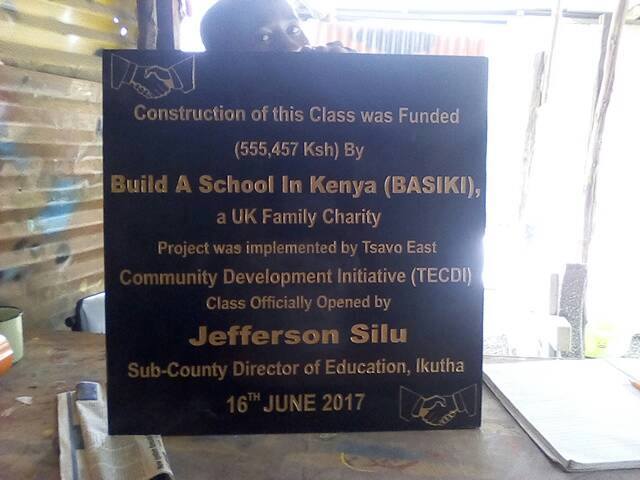 Construction of this Class was Funded
(555,457 Ksh) By
Build A School In Kenya (BASIKI),
a UK Family Charity
Project was implemented by Tsavo East
Community Development Initiative (TECDI)
Class Officially Opened by
Jefferson Silu
Sub-County Director of Education, Ikutha
16TH JUNE 2017